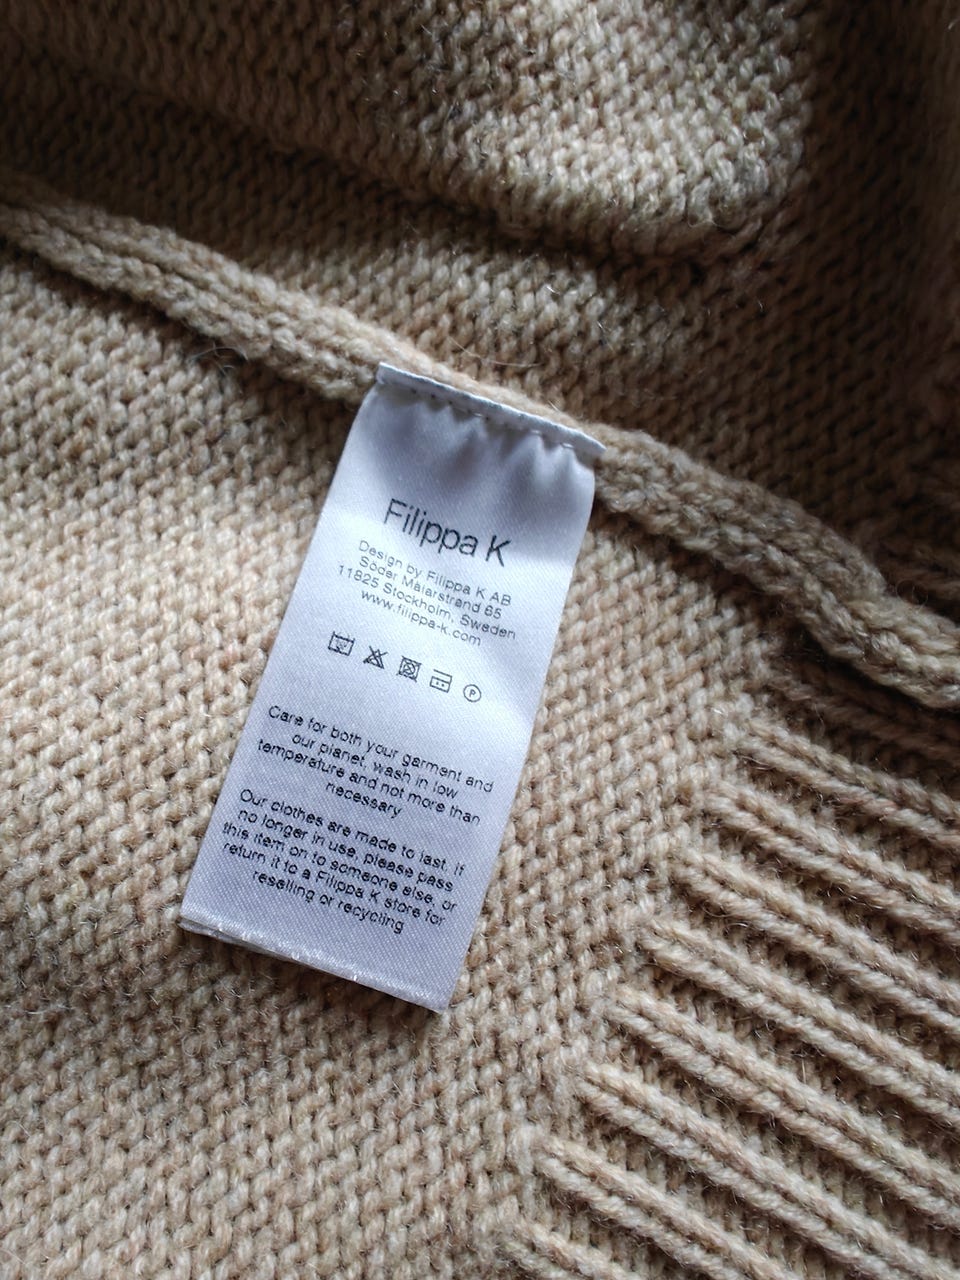 Filippa K
Design by Filippa K AB
Söder Mälarstrand 65
11825 Stockholm, Sweden
www.filippa-k.com
P
Care for both your garment and
our planet, wash in low
temperature and not more than
necessary
Our clothes are made to last. If
no longer in use, please pass
this item on to someone else, or
return it to a Filippa K store for
reselling or recycling